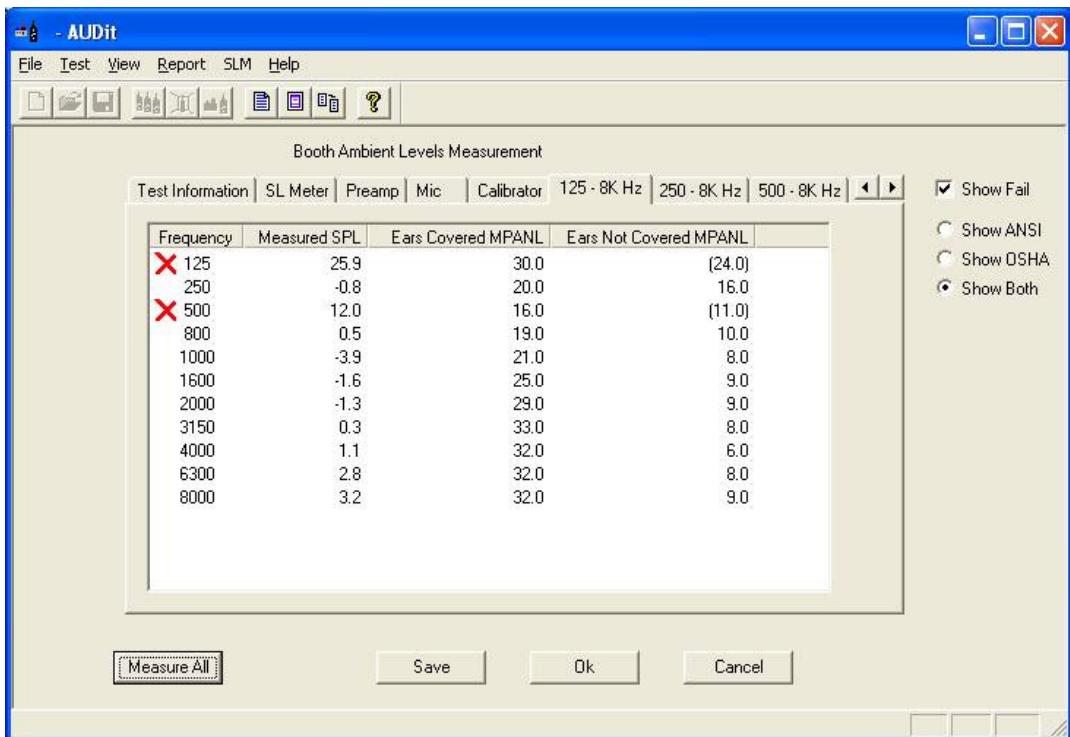 - AUDit
File Test View Report SLM Help
Booth Ambient Levels Measurement
Test Information SL Meter Preamp Mic Calibrator 125 - 8K Hz 250 - 8K Hz 500 - 8K Hz
Show Fail
Show ANSI
Show OSHA
Show Both
Frequency Measured SPL Ears Covered MPANL Ears Not Covered MPANL
125 25.9 30.0 (24.0)
250 -0.8 20.0 16.0
500 12.0 16.0 (11.0)
800 0.5 19.0 10.0
1000 -3.9 21.0 8.0
1600 -1.6 25.0 9.0
2000 -1.3 29.0 9.0
3150 0.3 33.0 8.0
4000 1.1 32.0 6.0
6300 2.8 32.0 8.0
8000 3.2 32.0 9.0
Measure All Save Ok Cancel